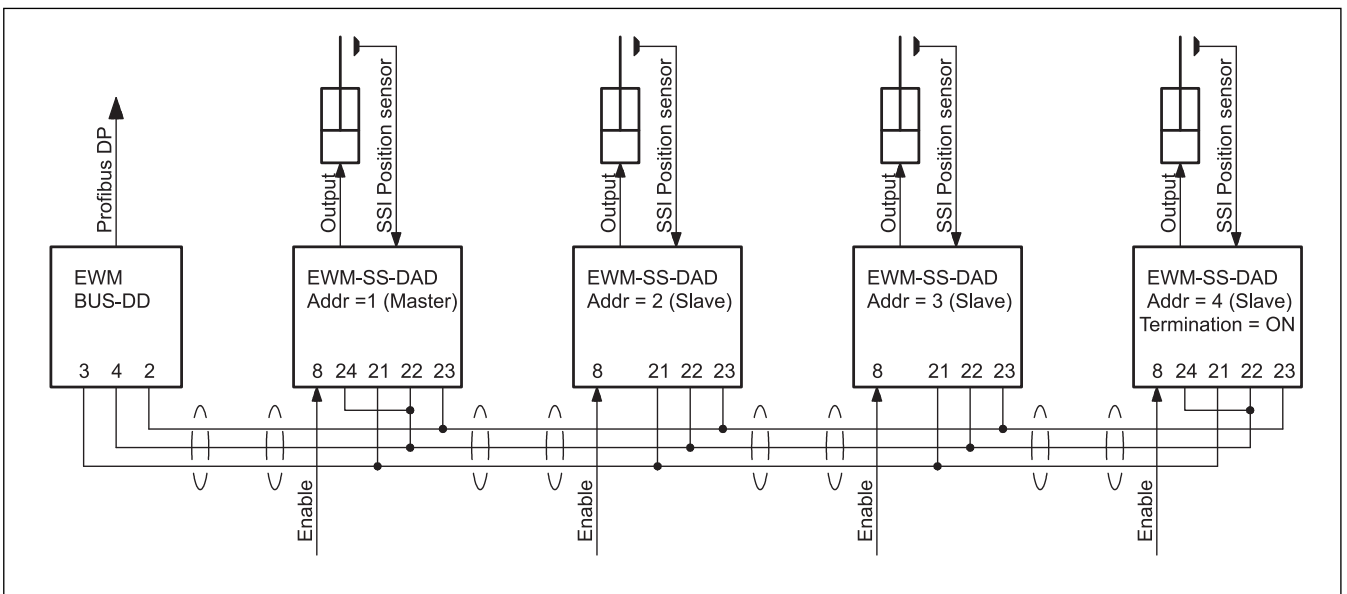 Profibus DP
Output
SSI Position sensor
Output
SSI Position sensor
Output
SSI Position sensor
Output
SSI Position sensor
EWM
BUS-DD
3 4 2
EWM-SS-DAD
Addr =1 (Master)
8 24 21 22 23
EWM-SS-DAD
Addr = 2 (Slave)
8 21 22 23
EWM-SS-DAD
Addr = 3 (Slave)
8 21 22 23
EWM-SS-DAD
Addr = 4 (Slave)
Termination = ON
8 24 21 22 23
Enable
Enable
Enable
Enable